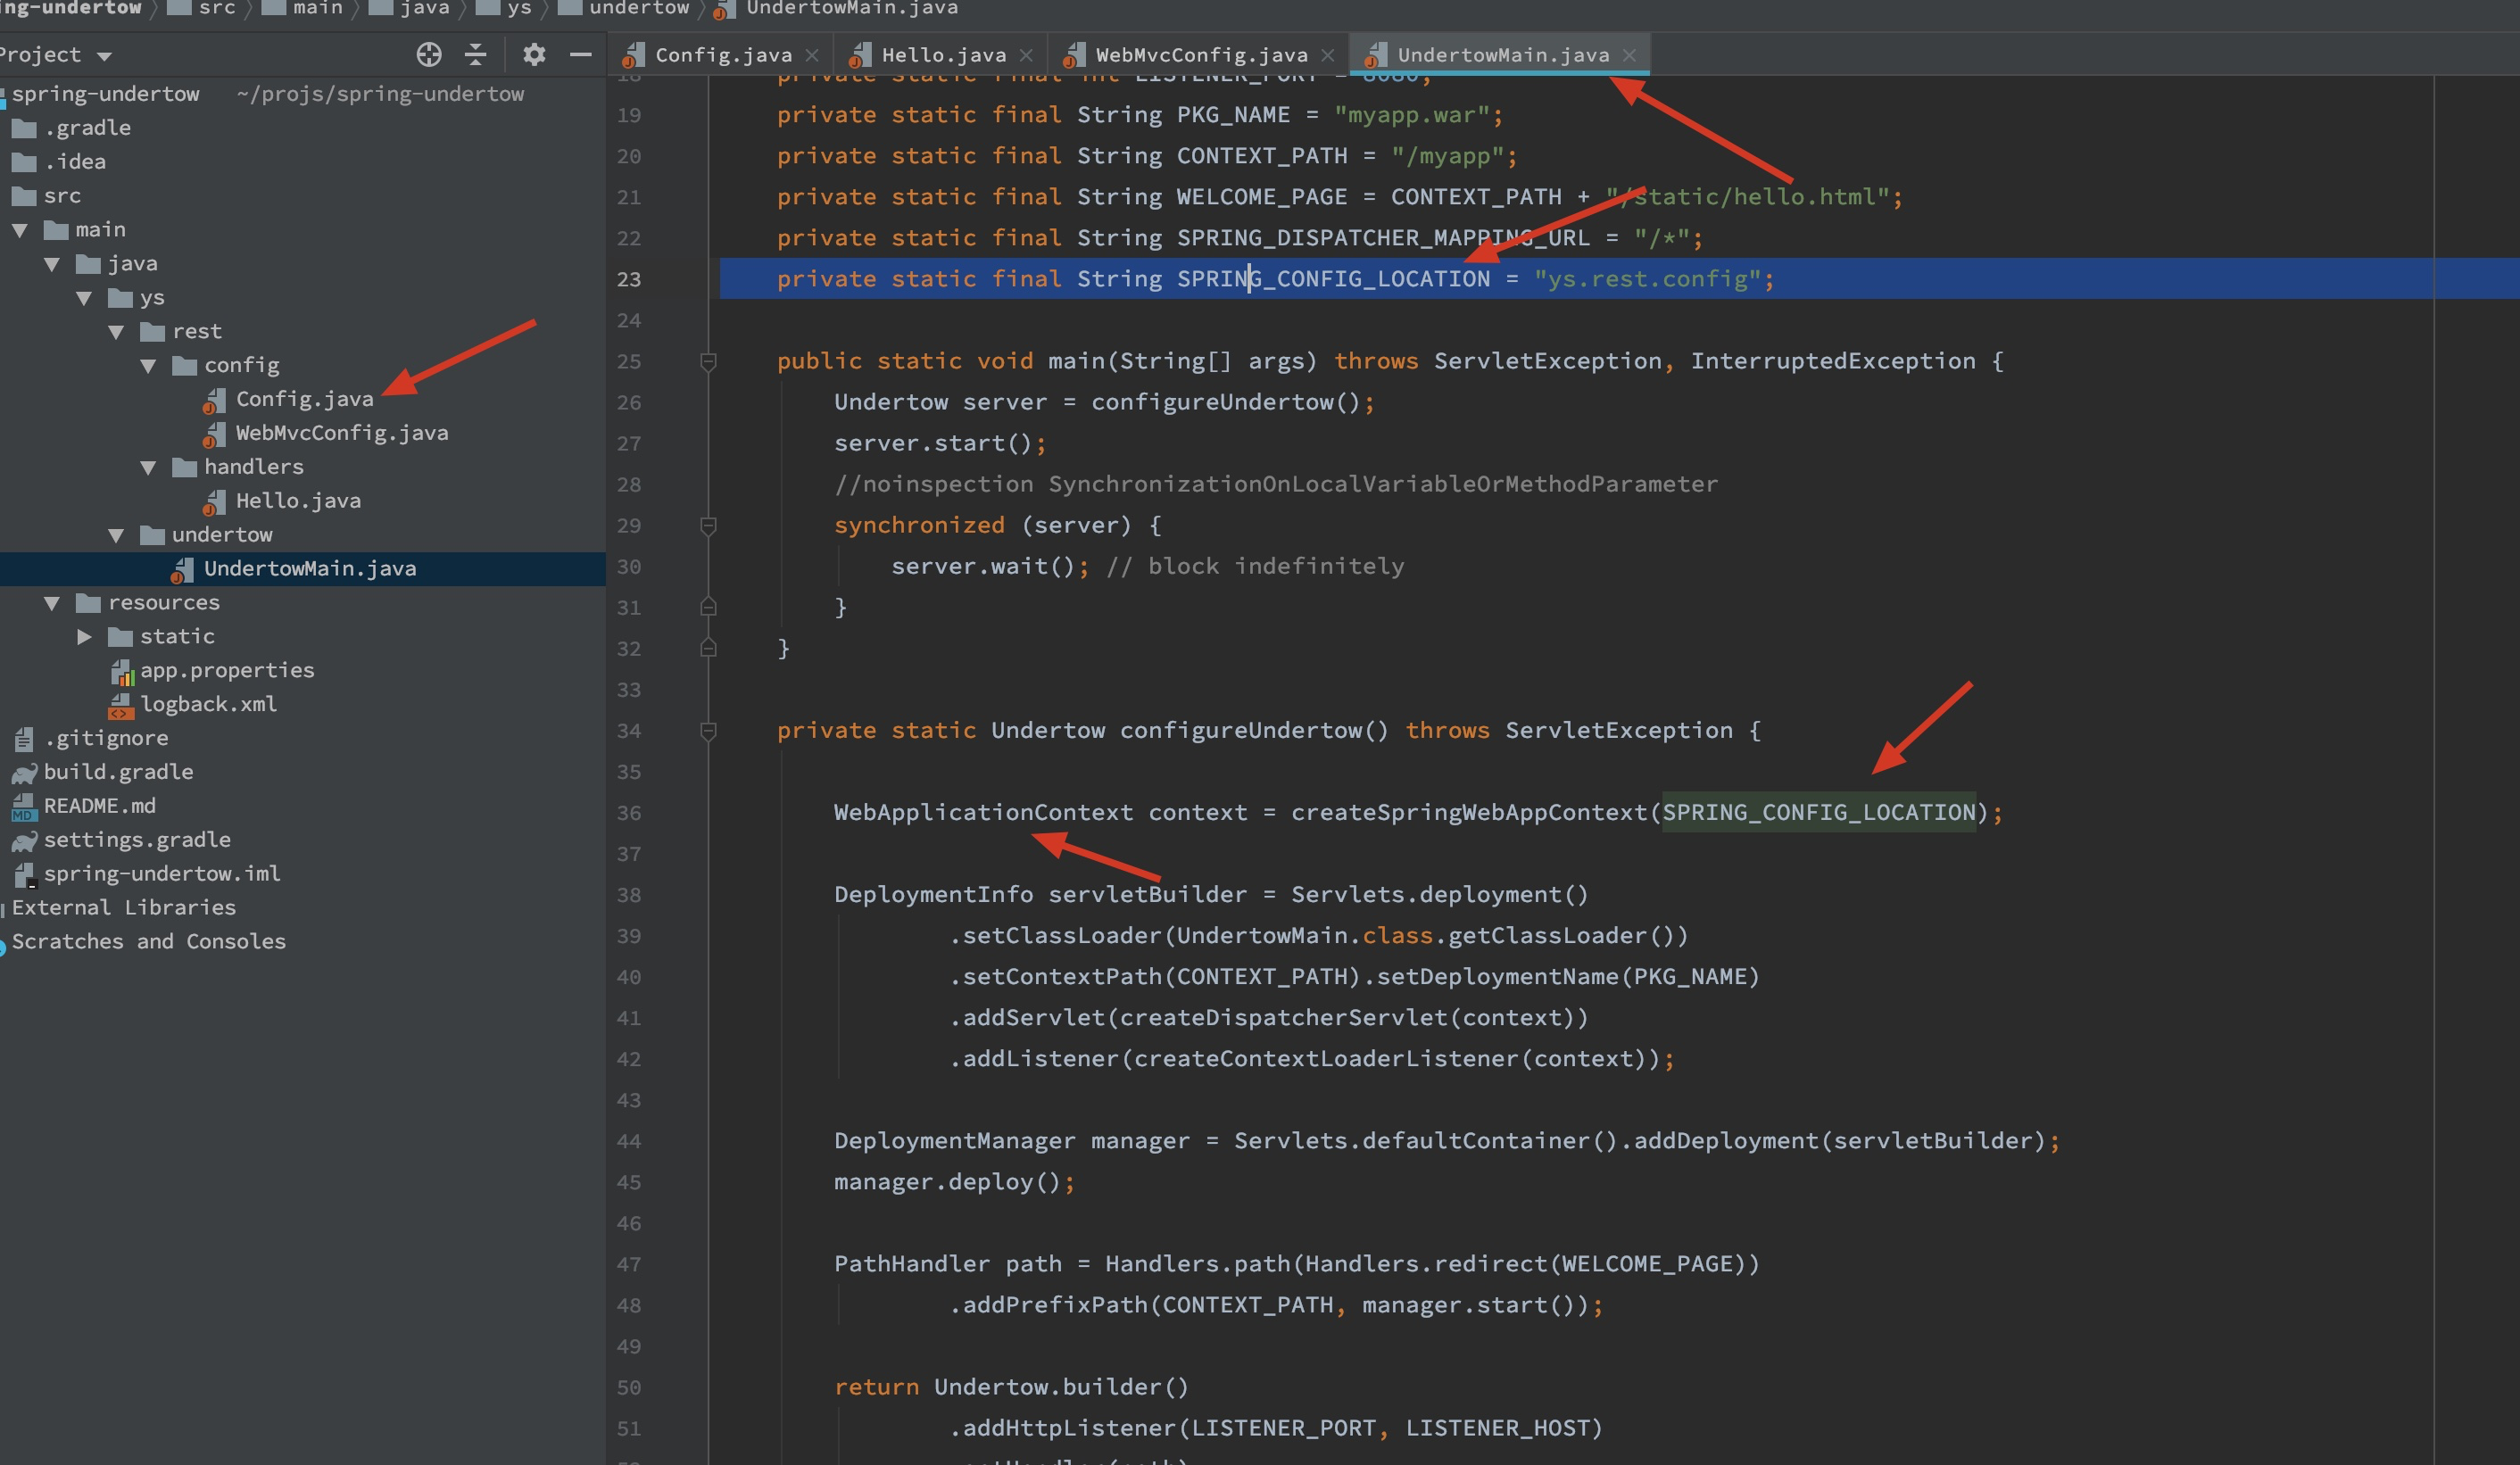 ng-undertow src main java ys undertow UndertowMain.java
Project
Config.java Hello.java WebMvcConfig.java UndertowMain.java
spring-undertow ~/projs/spring-undertow
.gradle
.idea
src
main
java
ys
rest
config
Config.java
WebMvcConfig.java
handlers
Hello.java
undertow
UndertowMain.java
resources
static
app.properties
logback.xml
.gitignore
build.gradle
README.md
settings.gradle
spring-undertow.iml
External Libraries
Scratches and Consoles
18 private static final int LISTENER_PORT = 8080;
19 private static final String PKG_NAME = "myapp.war";
20 private static final String CONTEXT_PATH = "/myapp";
21 private static final String WELCOME_PAGE = CONTEXT_PATH + "/static/hello.html";
22 private static final String SPRING_DISPATCHER_MAPPING_URL = "/*";
23 private static final String SPRING_CONFIG_LOCATION = "ys.rest.config";
24
25 public static void main(String[] args) throws ServletException, InterruptedException {
26 Undertow server = configureUndertow();
27 server.start();
28 //noinspection SynchronizationOnLocalVariableOrMethodParameter
29 synchronized (server) {
30 server.wait(); // block indefinitely
31 }
32 }
33
34 private static Undertow configureUndertow() throws ServletException {
35
36 WebApplicationContext context = createSpringWebAppContext(SPRING_CONFIG_LOCATION);
37
38 DeploymentInfo servletBuilder = Servlets.deployment()
39 .setClassLoader(UndertowMain.class.getClassLoader())
40 .setContextPath(CONTEXT_PATH).setDeploymentName(PKG_NAME)
41 .addServlet(createDispatcherServlet(context))
42 .addListener(createContextLoaderListener(context));
43
44 DeploymentManager manager = Servlets.defaultContainer().addDeployment(servletBuilder);
45 manager.deploy();
46
47 PathHandler path = Handlers.path(Handlers.redirect(WELCOME_PAGE))
48 .addPrefixPath(CONTEXT_PATH, manager.start());
49
50 return Undertow.builder()
51 .addHttpListener(LISTENER_PORT, LISTENER_HOST)